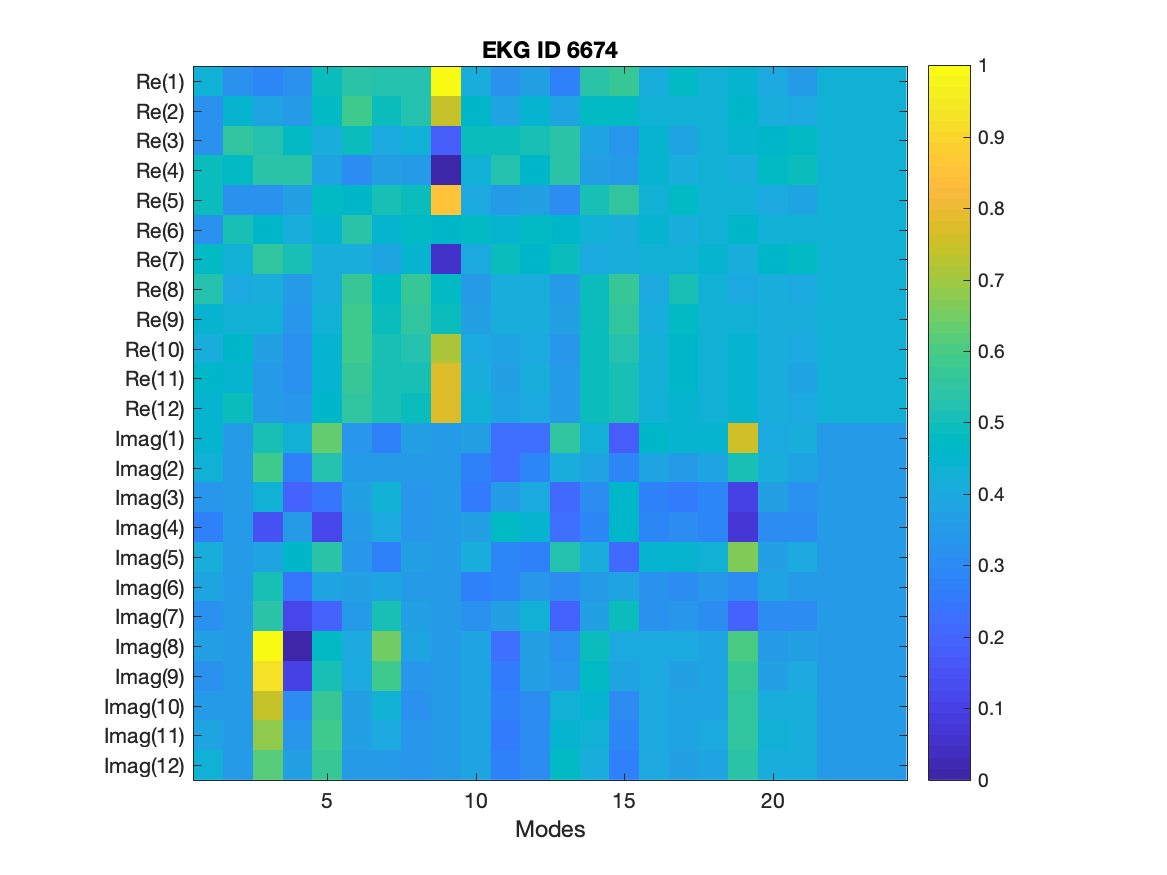 EKG ID 6674
Re(1)
Re(2)
Re(3)
Re(4)
Re(5)
Re(6)
Re(7)
Re(8)
Re(9)
Re(10)
Re(11)
Re(12)
Imag(1)
Imag(2)
Imag(3)
Imag(4)
Imag(5)
Imag(6)
Imag(7)
Imag(8)
Imag(9)
Imag(10)
Imag(11)
Imag(12)
5 10 15 20
Modes
1
0.9
0.8
0.7
0.6
0.5
0.4
0.3
0.2
0.1
0